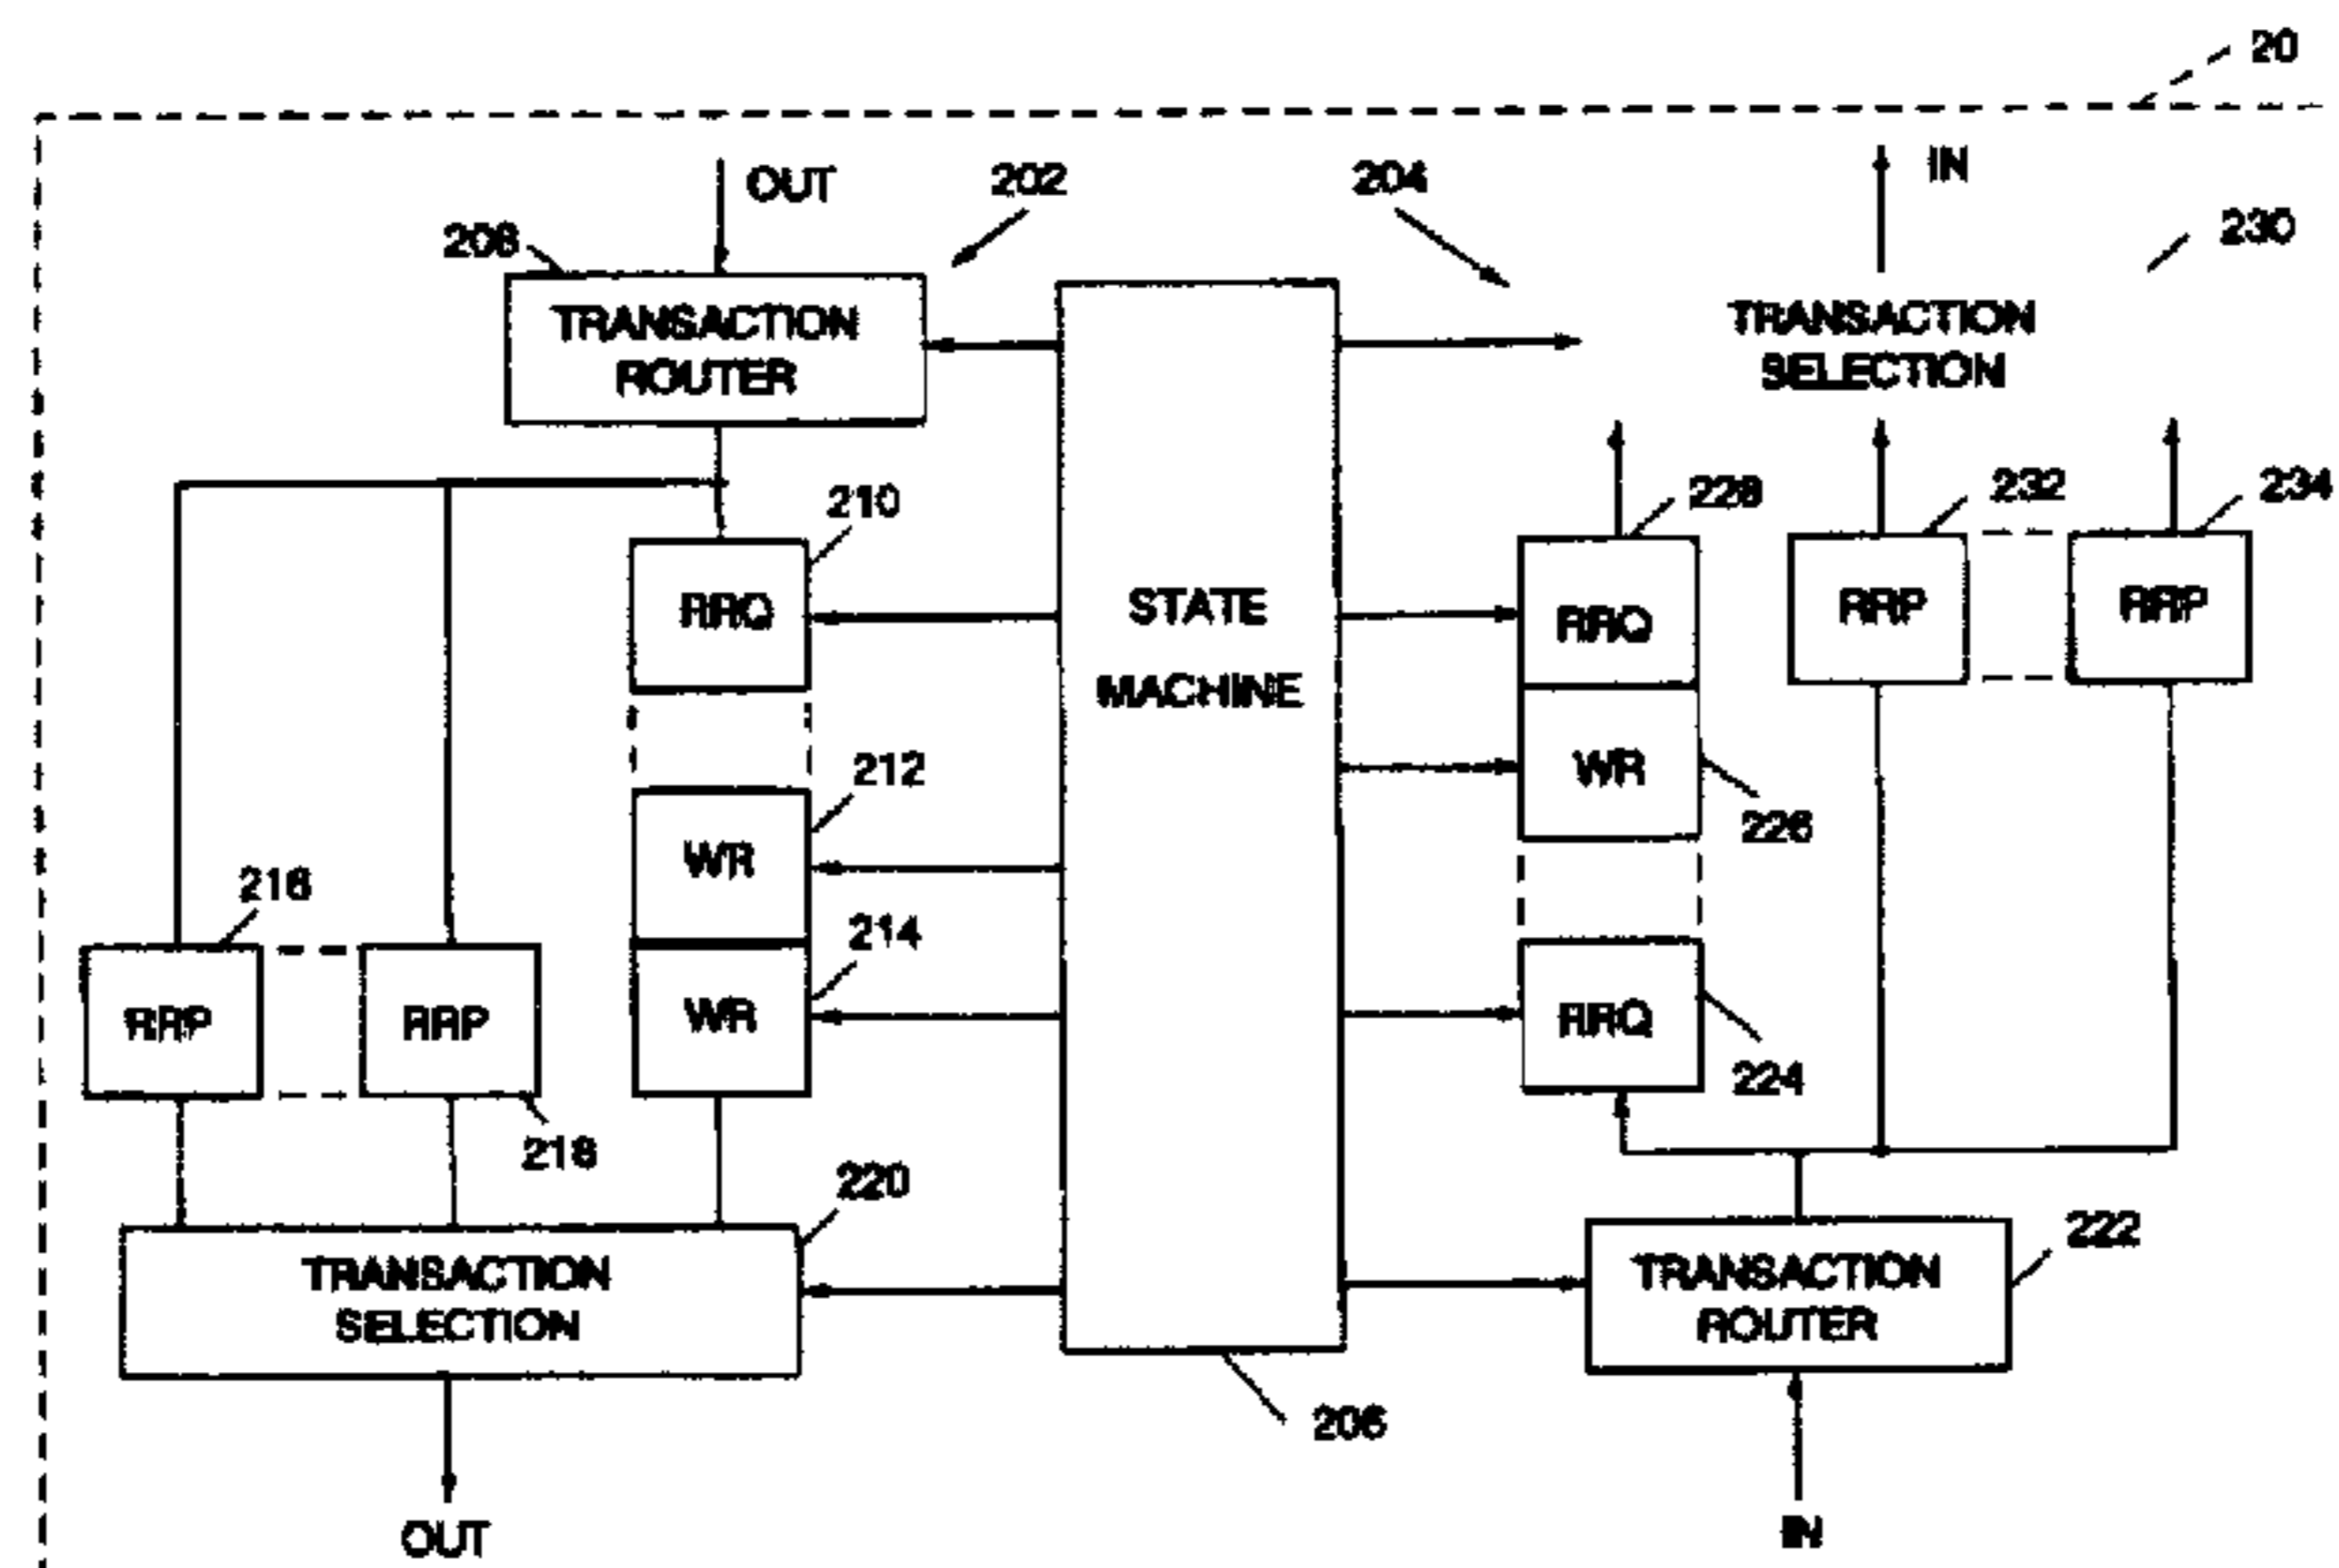 20
OUT
202
204
IN
208
230
TRANSACTION
ROUTER
TRANSACTION
SELECTION
210
228
232
234
RRQ
STATE
MACHINE
RRQ
RRP
RRP
212
WR
WR
226
216
214
RRP
RRP
WR
RRQ
224
218
220
222
TRANSACTION
SELECTION
TRANSACTION
ROUTER
206
OUT
IN